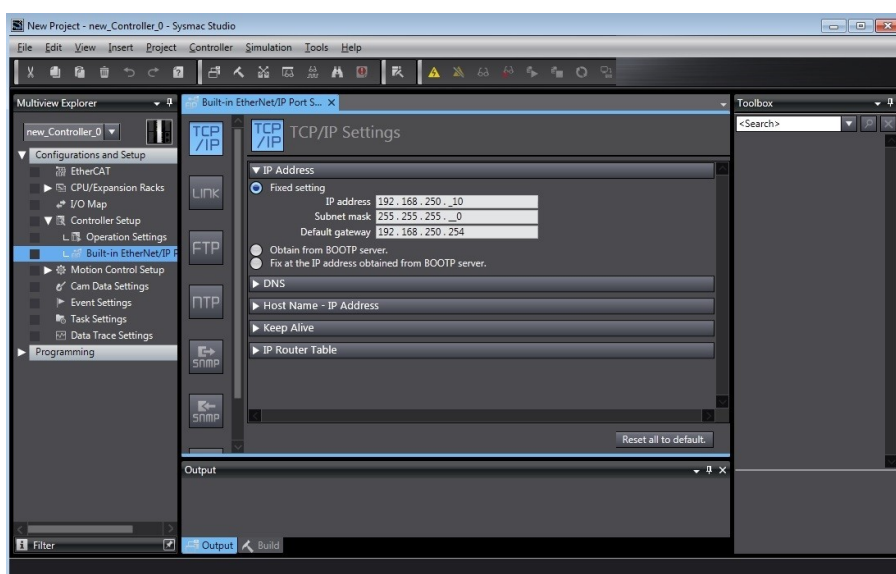 New Project - new_Controller_0 - Sysmac Studio
File Edit View Insert Project Controller Simulation Tools Help
Multiview Explorer
new_Controller_0
Configurations and Setup
EtherCAT
CPU/Expansion Racks
I/O Map
Controller Setup
Operation Settings
Built-in EtherNet/IP P
Motion Control Setup
Cam Data Settings
Event Settings
Task Settings
Data Trace Settings
Programming
Filter
Built-in EtherNet/IP Port S...
TCP/IP
LINK
FTP
NTP
SNMP
SNMP
TCP/IP TCP/IP Settings
IP Address
Fixed setting
IP address 192.168.250._10
Subnet mask 255.255.255.__0
Default gateway 192.168.250.254
Obtain from BOOTP server.
Fix at the IP address obtained from BOOTP server.
DNS
Host Name - IP Address
Keep Alive
IP Router Table
Reset all to default.
Output
Output Build
Toolbox
<Search>